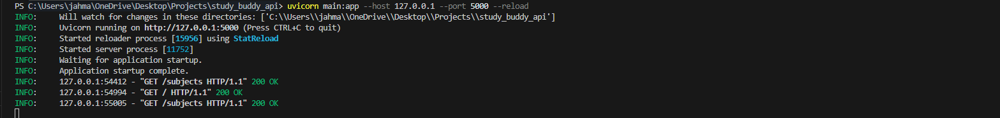 PS C:\Users\jahma\OneDrive\Desktop\Projects\study_buddy_api> uvicorn main:app --host 127.0.0.1 --port 5000 --reload
INFO:     Will watch for changes in these directories: ['C:\\Users\\jahma\\OneDrive\\Desktop\\Projects\\study_buddy_api']
INFO:     Uvicorn running on http://127.0.0.1:5000 (Press CTRL+C to quit)
INFO:     Started reloader process [15956] using StatReload
INFO:     Started server process [11752]
INFO:     Waiting for application startup.
INFO:     Application startup complete.
INFO:     127.0.0.1:54412 - "GET /subjects HTTP/1.1" 200 OK
INFO:     127.0.0.1:54994 - "GET / HTTP/1.1" 200 OK
INFO:     127.0.0.1:55005 - "GET /subjects HTTP/1.1" 200 OK